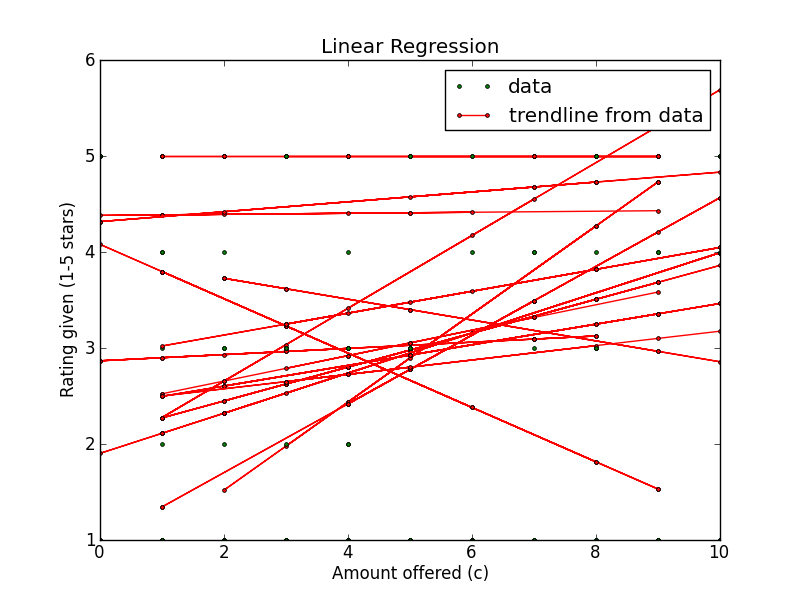 Linear Regression
data
trendline from data
Rating given (1-5 stars)
6
5
4
3
2
1
0 2 4 6 8 10
Amount offered (c)